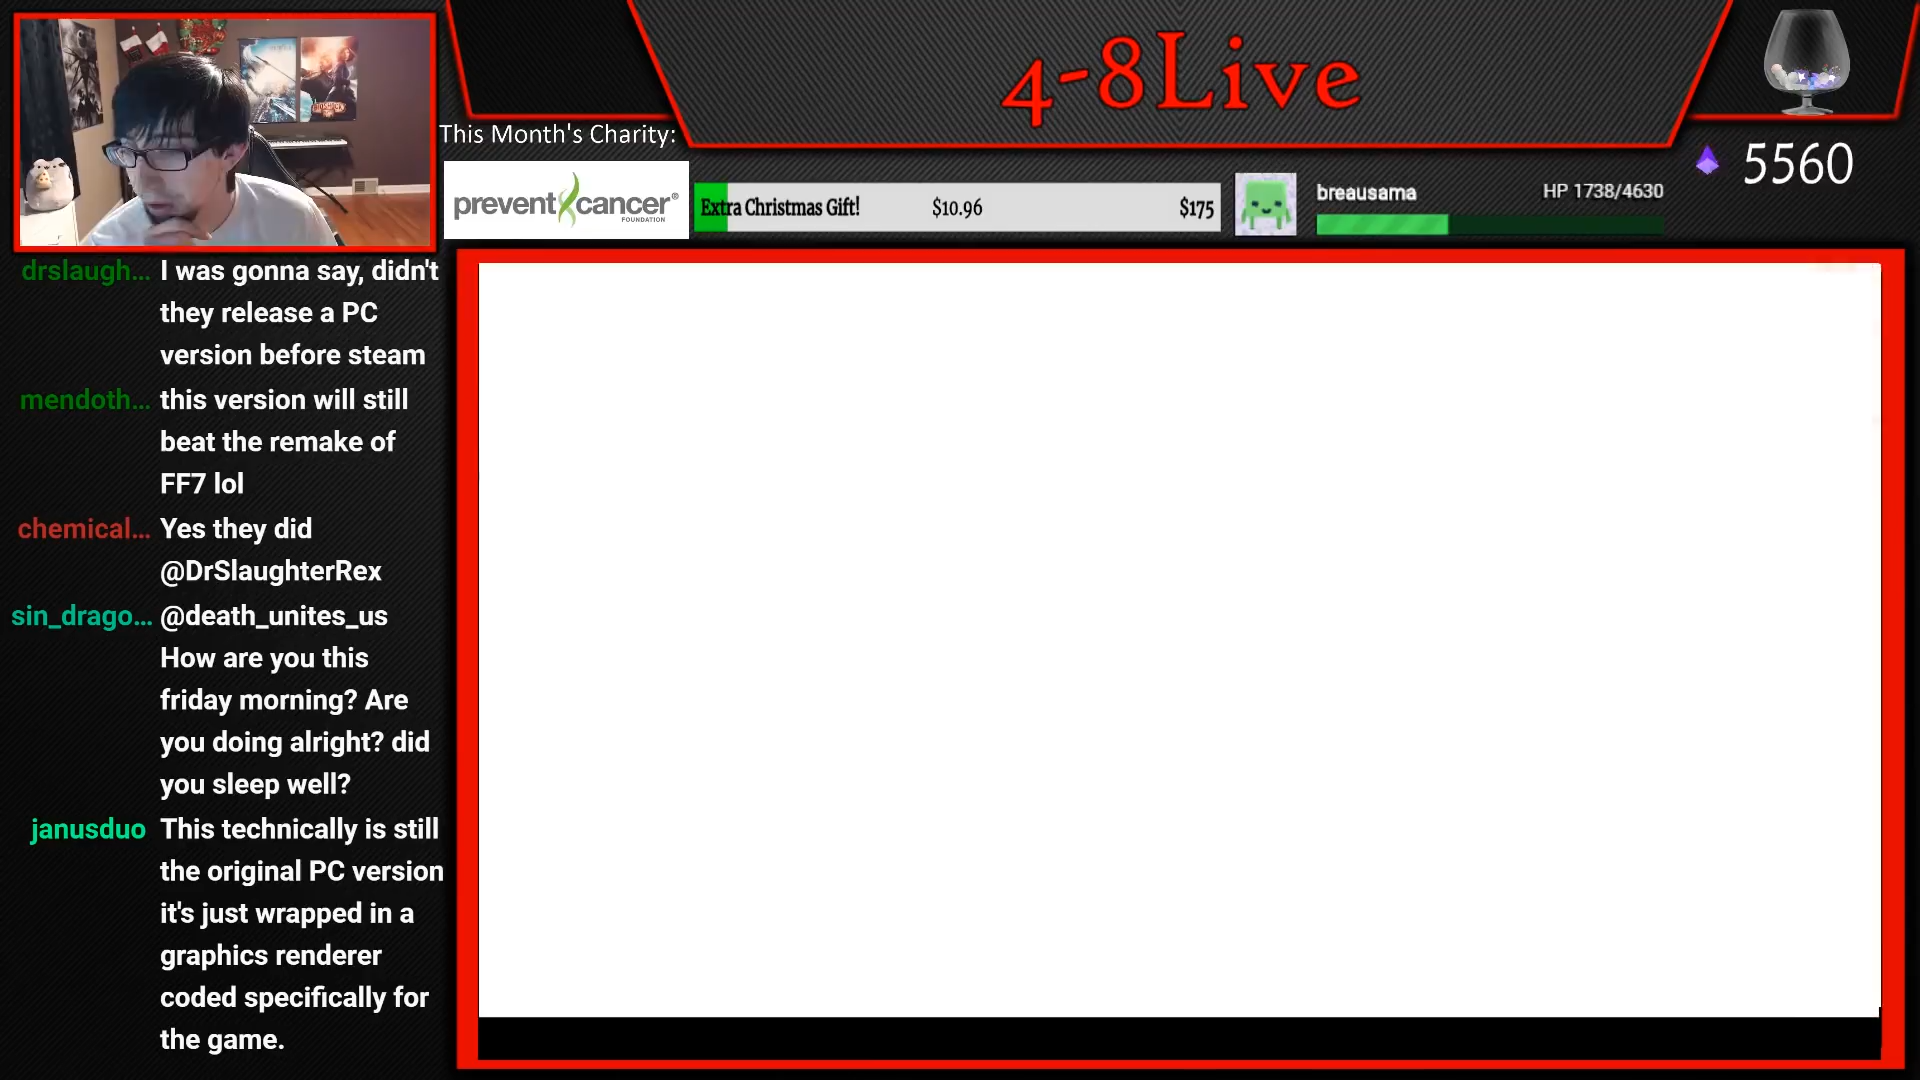 4-8Live
This Month's Charity:
prevent cancer®
FOUNDATION
Extra Christmas Gift! $10.96 $175
breausama HP 1738/4630
5560
drslaugh... I was gonna say, didn't
they release a PC
version before steam
mendoth... this version will still
beat the remake of
FF7 lol
chemical... Yes they did
@DrSlaughterRex
sin_drago... @death_unites_us
How are you this
friday morning? Are
you doing alright? did
you sleep well?
janusduo This technically is still
the original PC version
it's just wrapped in a
graphics renderer
coded specifically for
the game.